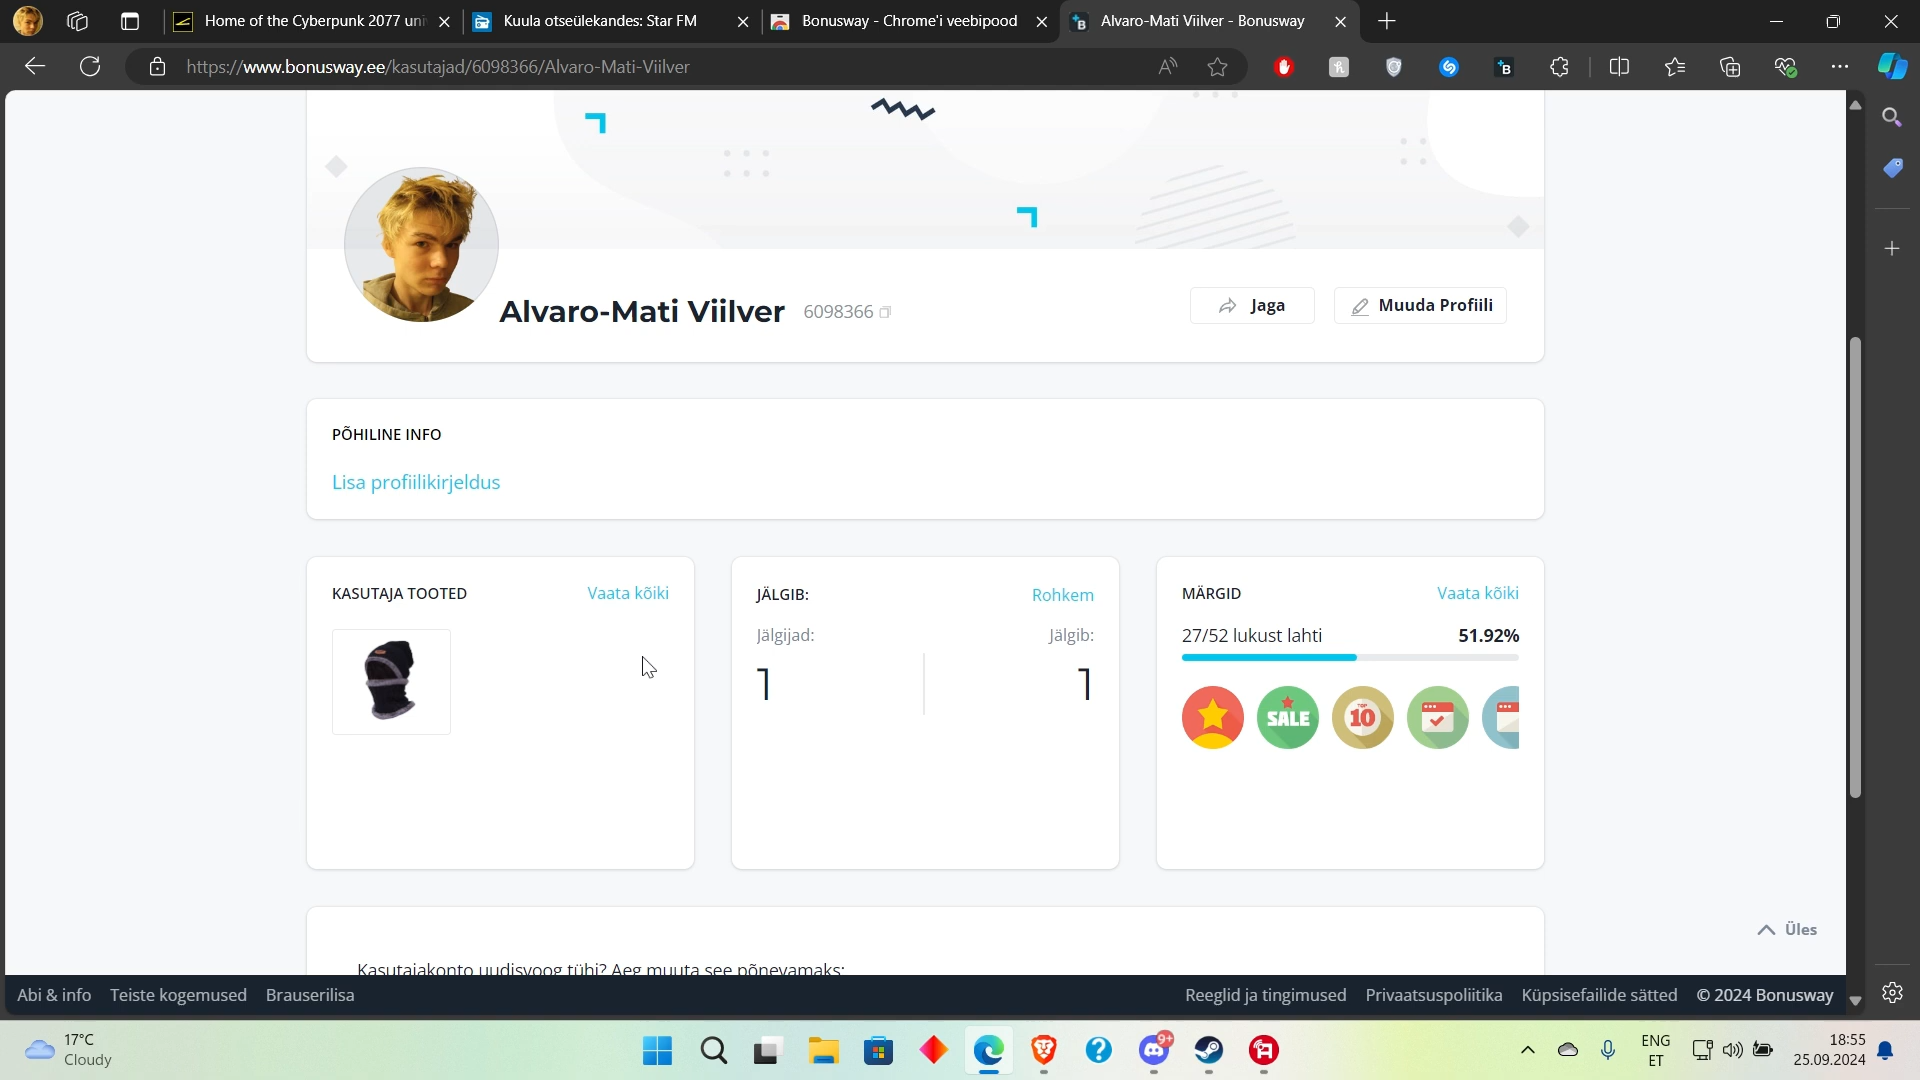 Home of the Cyberpunk 2077 uni
Kuula otseülekandes: Star FM
Bonusway - Chrome'i veebipood
Alvaro-Mati Viilver - Bonusway
https://www.bonusway.ee/kasutajad/6098366/Alvaro-Mati-Viilver
Alvaro-Mati Viilver 6098366
Jaga
Muuda Profiili
PÕHILINE INFO
Lisa profiilikirjeldus
KASUTAJA TOOTED Vaata kõiki
JÄLGIB: Rohkem
Jälgijad: Jälgib:
1 1
MÄRGID Vaata kõiki
27/52 lukust lahti 51.92%
SALE
TOP
10
Üles
Kasutajakonto uudisvoog tühi? Aeg muuta see põnevamaks:
Abi & info Teiste kogemused Brauserilisa Reeglid ja tingimused Privaatsuspoliitika Küpsisefailide sätted © 2024 Bonusway
17°C
Cloudy
9+
ENG
ET
18:55
25.09.2024